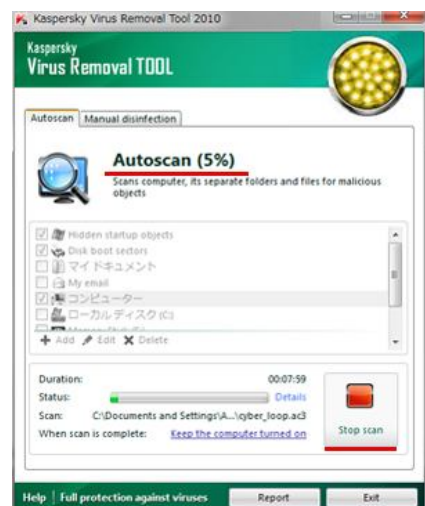 Kaspersky Virus Removal Tool 2010
Kaspersky
Virus Removal TOOL
Autoscan
Manual disinfection
Autoscan (5%)
Scans computer, its separate folders and files for malicious
objects
Hidden startup objects
Disk boot sectors
マイ ドキュメント
My email
コンピューター
ローカル ディスク (C:)
Add Edit Delete
Duration: 00:07:59
Status: Details
Scan: C:\Documents and Settings\A...\cyber_loop.ac3
When scan is complete: Keep the computer turned on
Stop scan
Help Full protection against viruses Report Exit